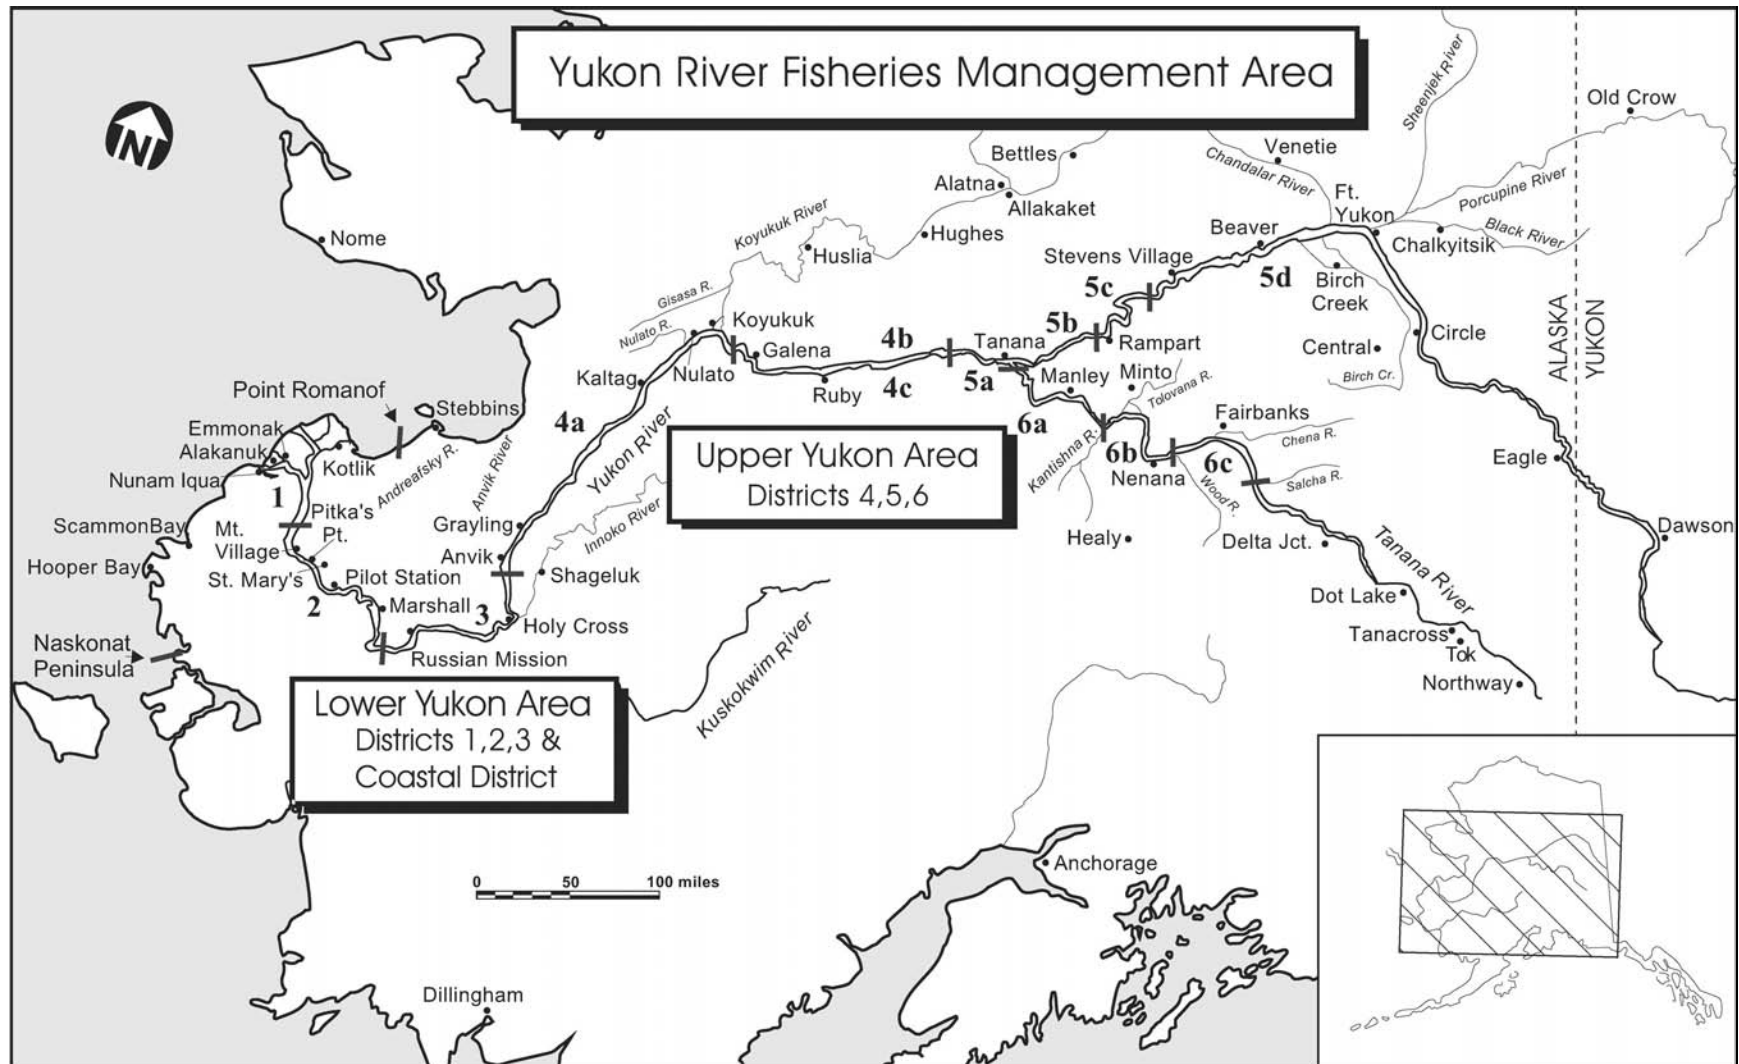 Yukon River Fisheries Management Area
N
Sheenjek River
Old Crow
Venetie
Bettles
Chandalar River
Alatna
Porcupine River
Ft.
Yukon
Allakaket
Koyukuk River
Beaver
Black River
Nome
Hughes
Chalkyitsik
Huslia
Stevens Village
5d
Gisasa R.
5c
Birch
Creek
Koyukuk
5b
Nulato R.
4b
Tanana
Rampart
Circle
ALASKA
YUKON
Galena
Central
Nulato
Manley
Minto
Kaltag
5a
Birch Cr.
Point Romanof
Ruby
4c
Tolovana R.
Stebbins
4a
Fairbanks
Emmonak
6a
Chena R.
Alakanuk
Yukon River
Upper Yukon Area
Districts 4,5,6
Kantishna R.
6b
6c
Eagle
Kotlik
Andreafsky R.
Anvik River
Nunam Iqua
Nenana
Salcha R.
1
Wood R.
Pitka's
Pt.
ScammonBay
Mt.
Village
Grayling
Innoko River
Dawson
Healy
Delta Jct.
Tanana River
Hooper Bay
Anvik
St. Mary's
Pilot Station
Shageluk
2
Marshall
3
Dot Lake
Holy Cross
Tanacross
Naskonat
Peninsula
Russian Mission
Kuskokwim River
Tok
Northway
Lower Yukon Area
Districts 1,2,3 &
Coastal District
Anchorage
0 50 100 miles
Dillingham